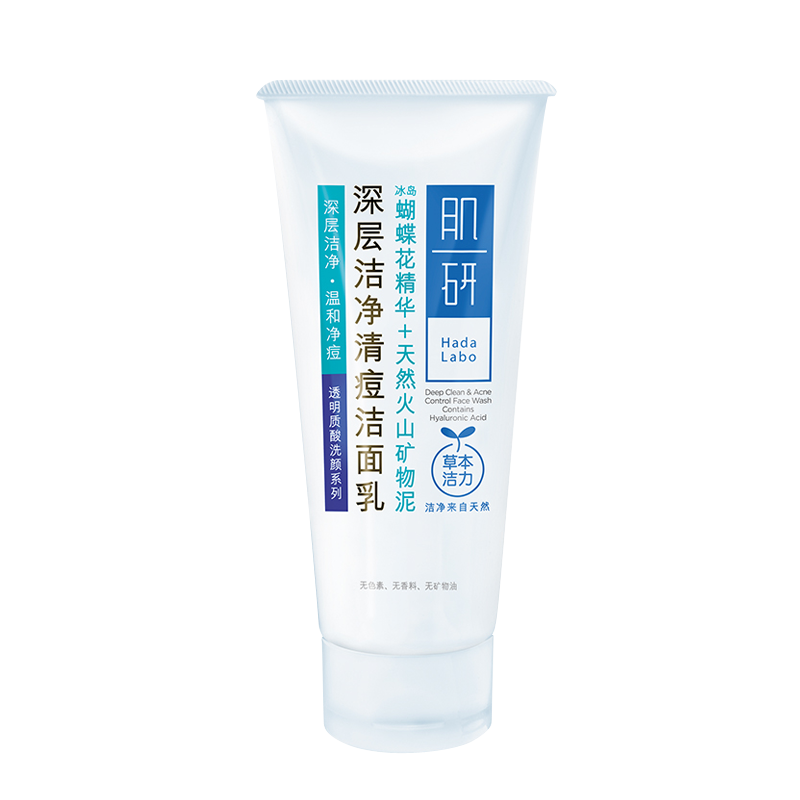 肌研
Hada
Labo
Deep Clean & Acne
Control Face Wash
Contains
Hyaluronic Acid
草本
洁力
洁净来自天然
冰岛
蝴蝶花精华+天然火山矿物泥
深层洁净清痘洁面乳
深层洁净·温和净痘
透明质酸洗颜系列
无色素、无香料、无矿物油